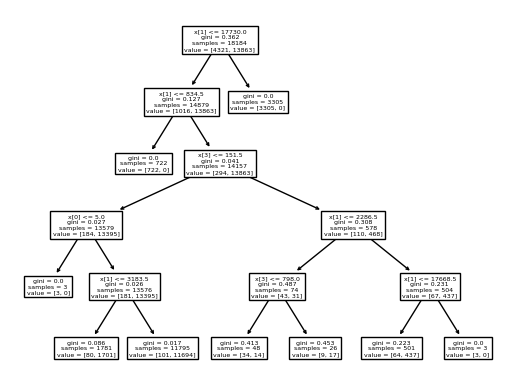 x[1] <= 17730.0
gini = 0.362
samples = 18184
value = [4321, 13863]
x[1] <= 834.5
gini = 0.127
samples = 14879
value = [1016, 13863]
gini = 0.0
samples = 3305
value = [3305, 0]
gini = 0.0
samples = 722
value = [722, 0]
x[3] <= 151.5
gini = 0.041
samples = 14157
value = [294, 13863]
x[0] <= 5.0
gini = 0.027
samples = 13579
value = [184, 13395]
x[1] <= 2286.5
gini = 0.308
samples = 578
value = [110, 468]
gini = 0.0
samples = 3
value = [3, 0]
x[1] <= 3183.5
gini = 0.026
samples = 13576
value = [181, 13395]
x[3] <= 798.0
gini = 0.487
samples = 74
value = [43, 31]
x[1] <= 17668.5
gini = 0.231
samples = 504
value = [67, 437]
gini = 0.086
samples = 1781
value = [80, 1701]
gini = 0.017
samples = 11795
value = [101, 11694]
gini = 0.413
samples = 48
value = [34, 14]
gini = 0.453
samples = 26
value = [9, 17]
gini = 0.223
samples = 501
value = [64, 437]
gini = 0.0
samples = 3
value = [3, 0]